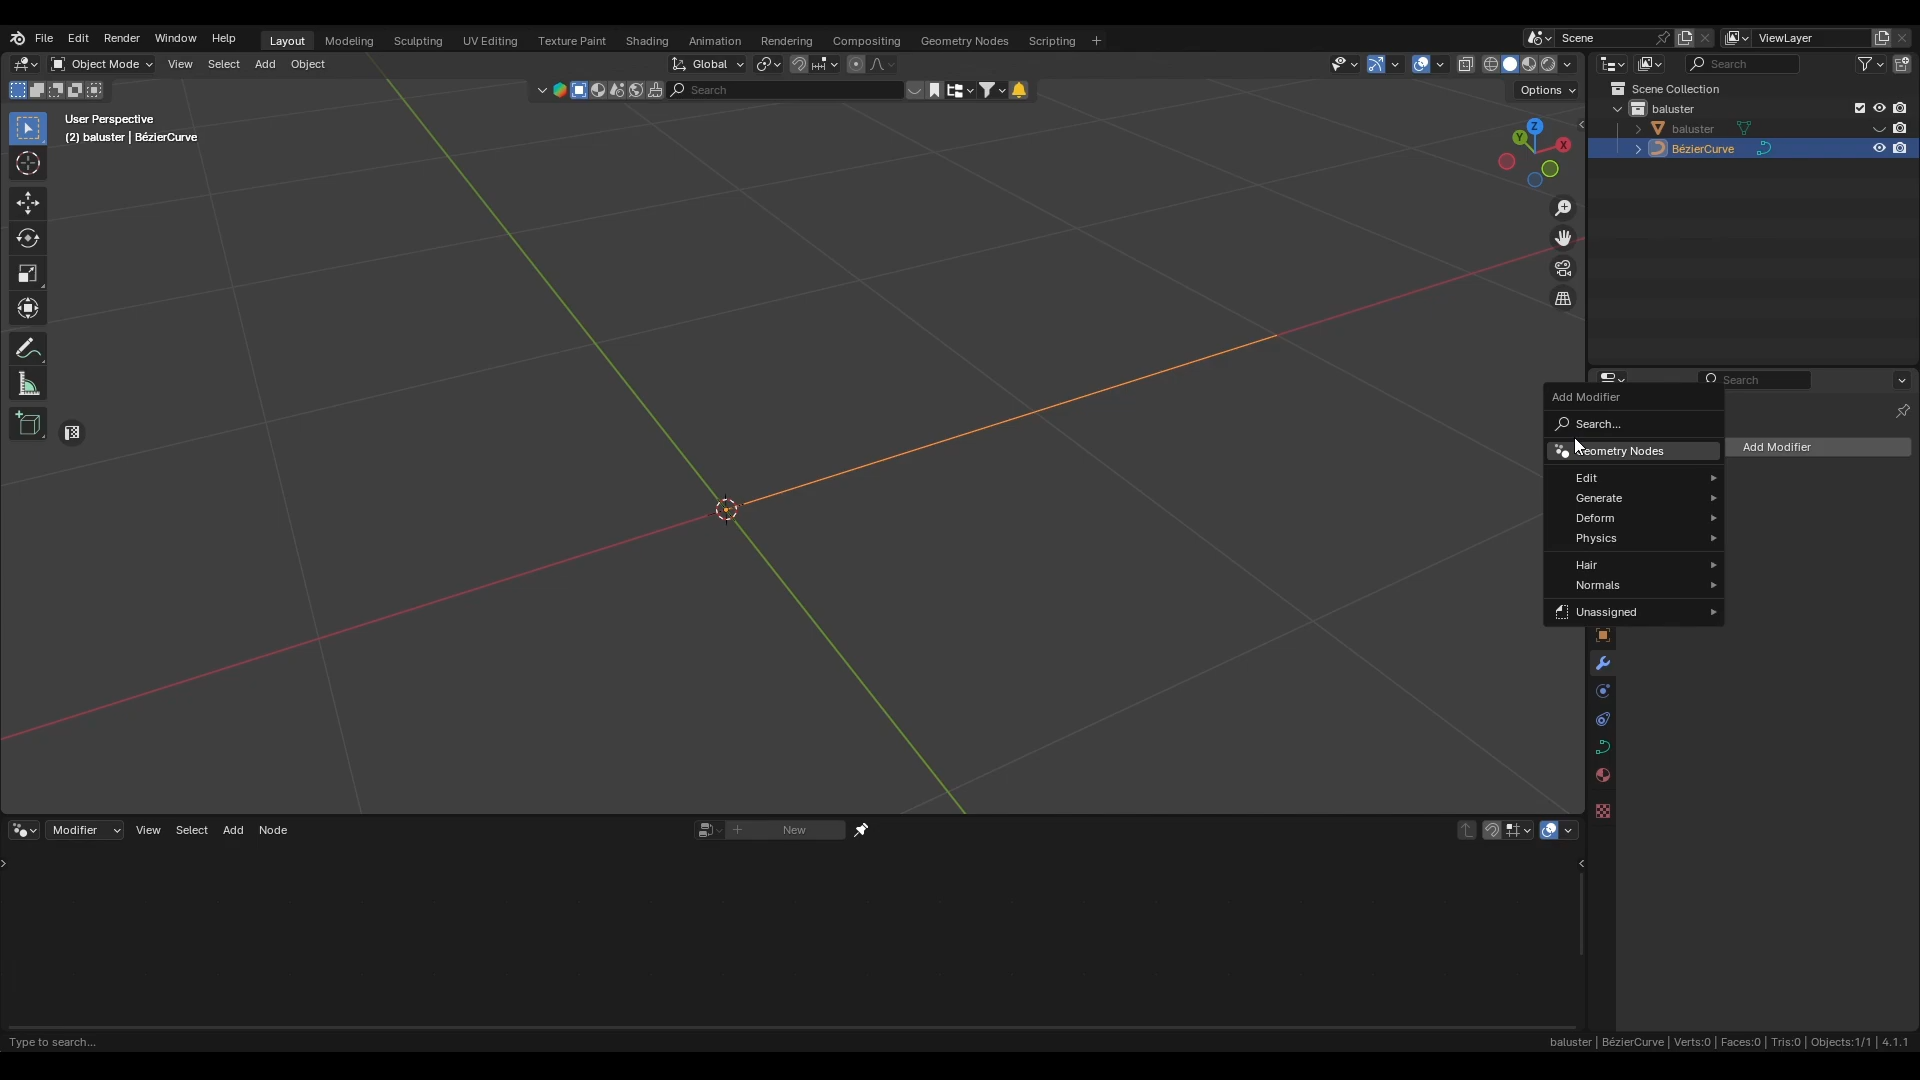 File Edit Render Window Help Layout Modeling Sculpting UV Editing Texture Paint Shading Animation Rendering Compositing Geometry Nodes Scripting + Scene ViewLayer
Object Mode View Select Add Object Global Search
Search Options
User Perspective
(2) baluster | BézierCurve
Z
Y
X
Scene Collection
baluster
baluster
BézierCurve
Search
Add Modifier
Search...
Geometry Nodes
Add Modifier
Edit
Generate
Deform
Physics
Hair
Normals
Unassigned
Modifier View Select Add Node + New
Type to search...
baluster | BézierCurve | Verts:0 | Faces:0 | Tris:0 | Objects:1/1 | 4.1.1